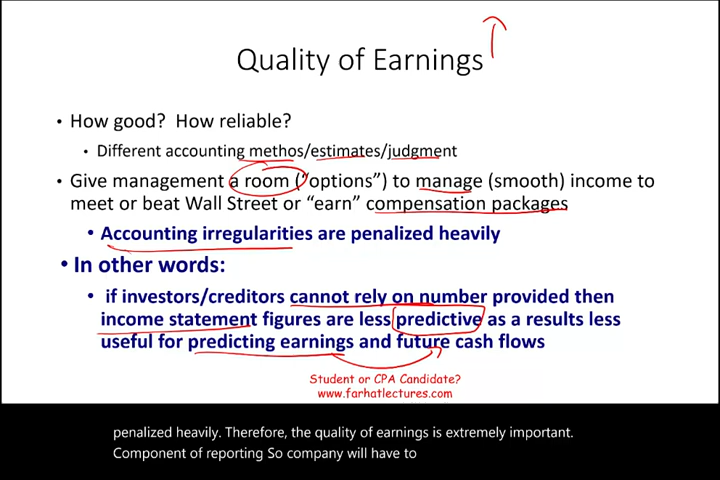 Quality of Earnings
• How good? How reliable?
• Different accounting methos/estimates/judgment
• Give management a room ("options") to manage (smooth) income to
meet or beat Wall Street or "earn" compensation packages
• Accounting irregularities are penalized heavily
• In other words:
• if investors/creditors cannot rely on number provided then
income statement figures are less predictive as a results less
useful for predicting earnings and future cash flows
Student or CPA Candidate?
www.farhatlectures.com
penalized heavily. Therefore, the quality of earnings is extremely important.
Component of reporting So company will have to